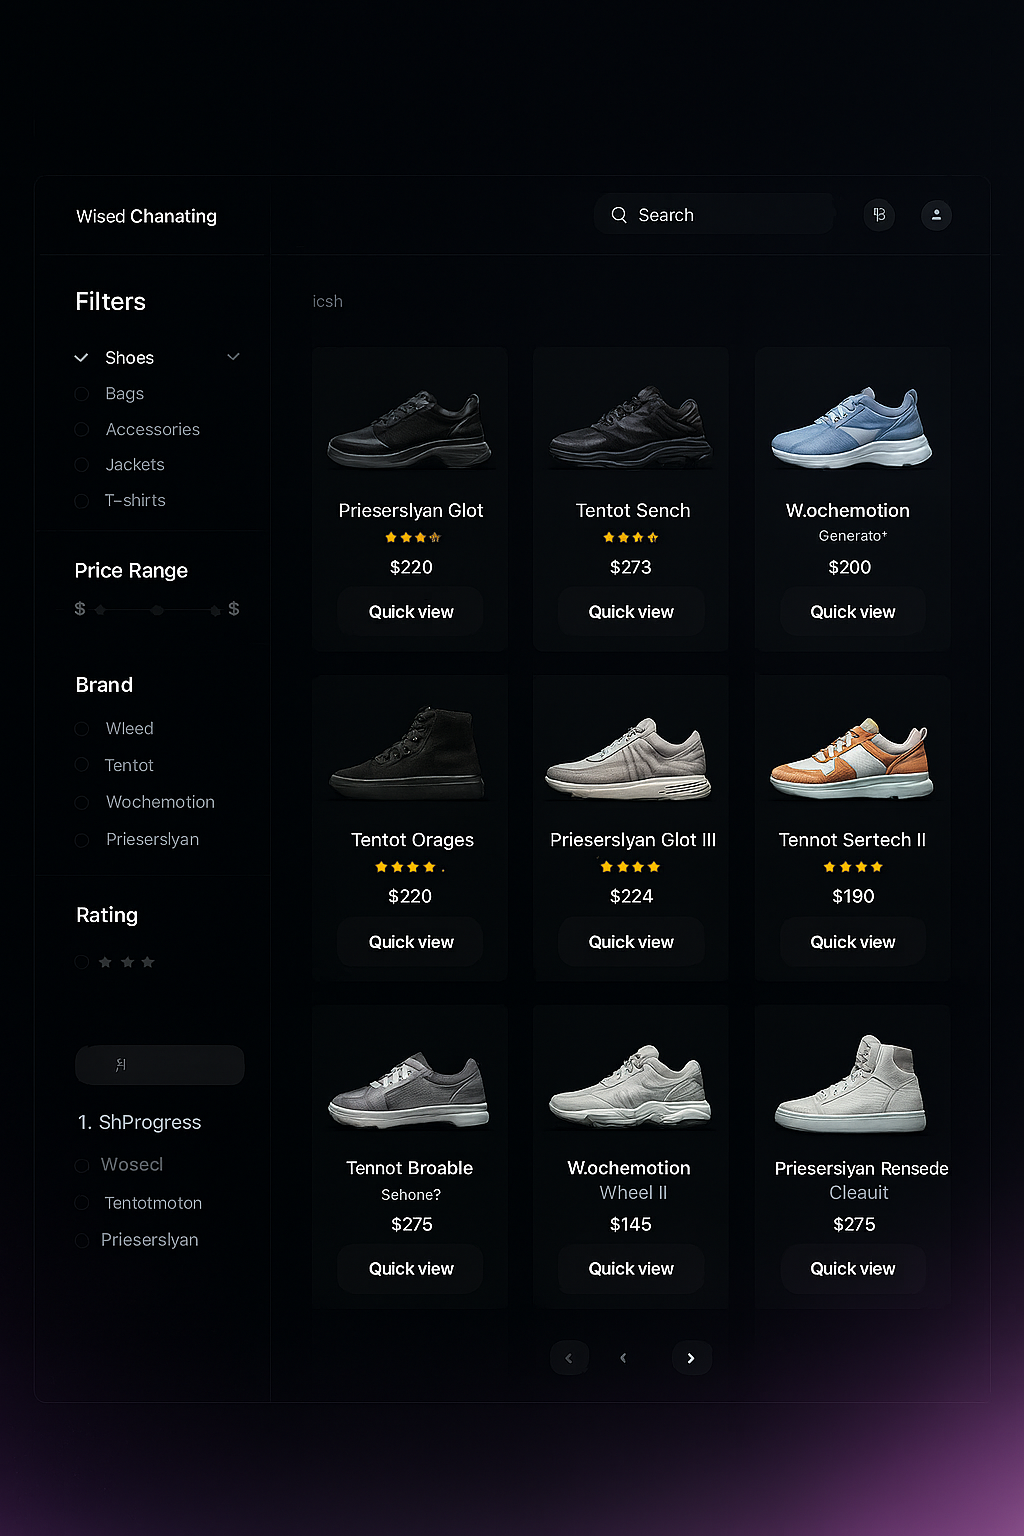 Wised Chanating
Search
Filters
Shoes
Bags
Accessories
Jackets
T-shirts
Price Range
$ $
Brand
Wleed
Tentot
Wochemotion
Prieserslyan
Rating
1. ShProgress
Wosecl
Tentotmoton
Prieserslyan
icsh
Prieserslyan Glot
$220
Quick view
Tentot Sench
$273
Quick view
W.ochemotion
Generato⁺
$200
Quick view
Tentot Orages
$220
Quick view
Prieserslyan Glot III
$224
Quick view
Tennot Sertech II
$190
Quick view
Tennot Broable
Sehone?
$275
Quick view
W.ochemotion
Wheel II
$145
Quick view
Priesersiyan Rensede
Cleauit
$275
Quick view